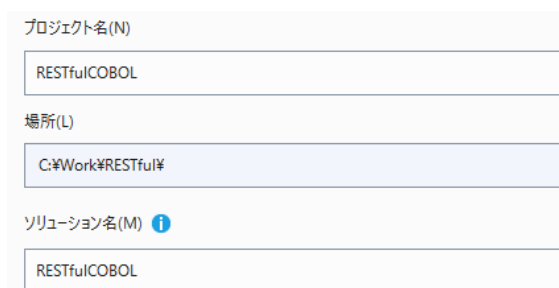 プロジェクト名(N)
RESTfulCOBOL
場所(L)
C:¥Work¥RESTful¥
ソリューション名(M) i
RESTfulCOBOL